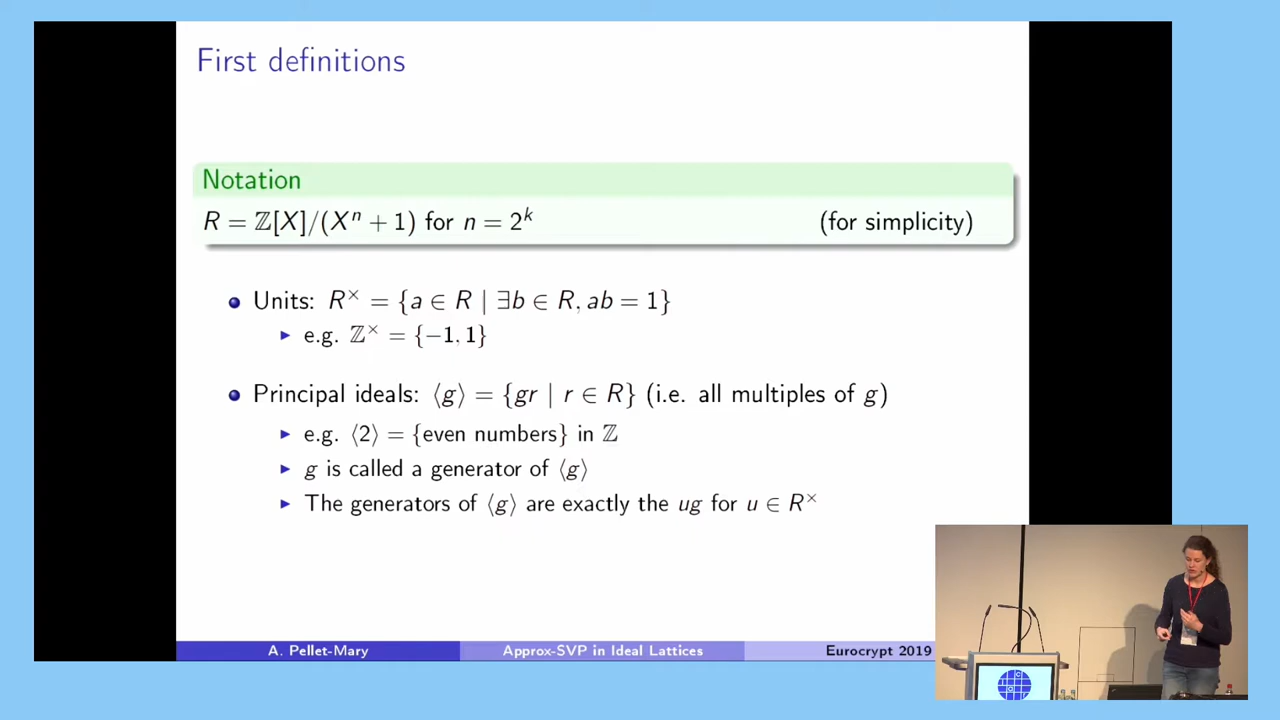 First definitions
Notation
R = ℤ[X]/(Xⁿ + 1) for n = 2ᵏ (for simplicity)
Units: R^× = {a ∈ R | ∃b ∈ R, ab = 1}
e.g. ℤ^× = {−1, 1}
Principal ideals: ⟨g⟩ = {gr | r ∈ R} (i.e. all multiples of g)
e.g. ⟨2⟩ = {even numbers} in ℤ
g is called a generator of ⟨g⟩
The generators of ⟨g⟩ are exactly the ug for u ∈ R^×
A. Pellet-Mary Approx-SVP in Ideal Lattices Eurocrypt 2019